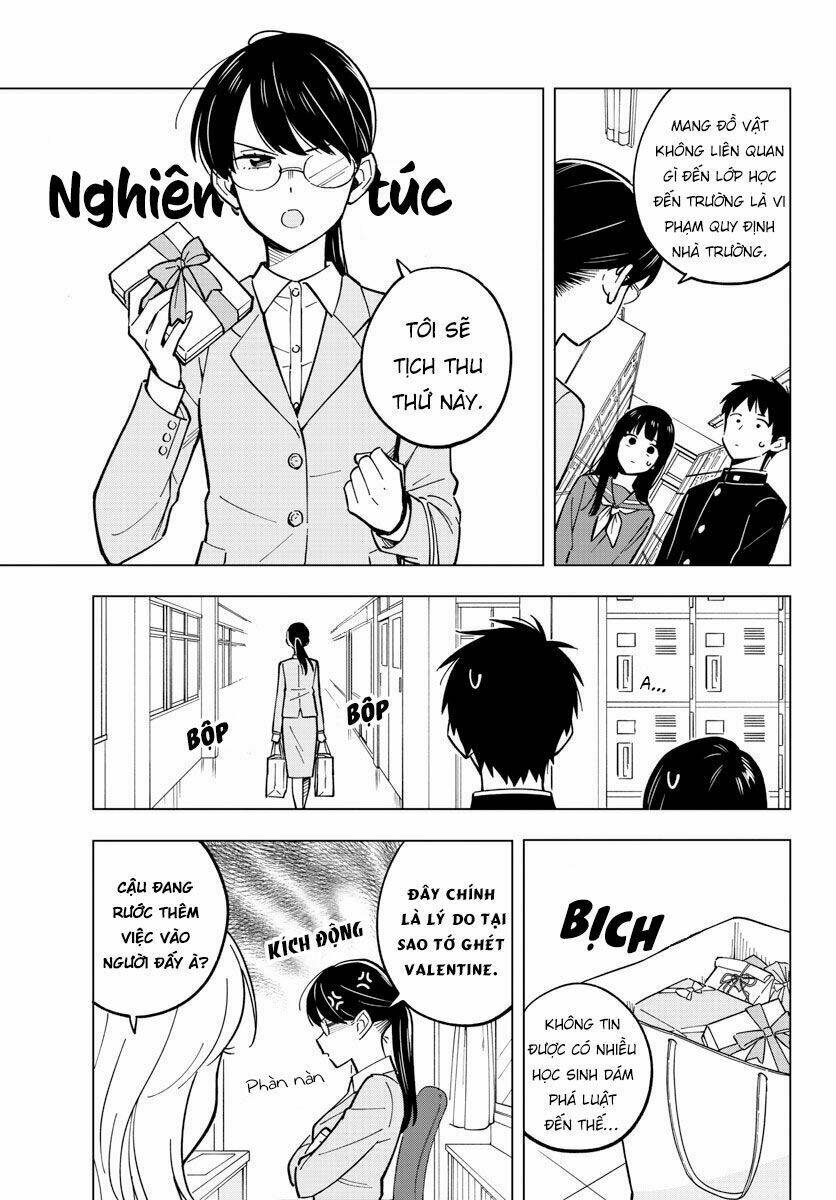 MANG ĐỒ VẬT
KHÔNG LIÊN QUAN
GÌ ĐẾN LỚP HỌC
ĐẾN TRƯỜNG LÀ VI
PHẠM QUY ĐỊNH
NHÀ TRƯỜNG.
Nghiêm túc
TÔI SẼ
TỊCH THU
THỨ NÀY.
A...
BỘP
BỘP
BỊCH
KHÔNG TIN
ĐƯỢC CÓ NHIỀU
HỌC SINH DÁM
PHÁ LUẬT
ĐẾN THẾ...
ĐÂY CHÍNH
LÀ LÝ DO TẠI
SAO TỚ GHÉT
VALENTINE.
KÍCH ĐỘNG
Phàn nàn
CẬU ĐANG
RƯỚC THÊM
VIỆC VÀO
NGƯỜI ĐẤY À?